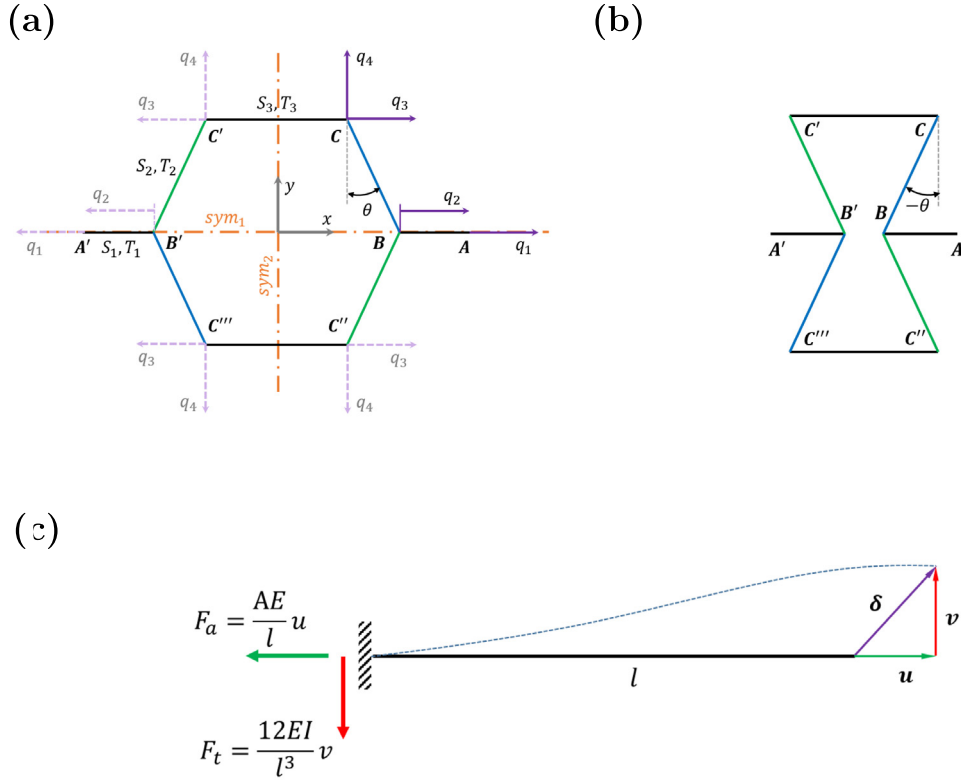 (a)
(b)
q₄ q₄
q₃ S₃, T₃ q₃
C′ C
S₂, T₂
q₂ y θ q₂
sym₁ x
q₁ A′ B′ B A q₁
S₁, T₁
sym₂
C′′′ C′′
q₃ q₃
q₄ q₄
C′ C
−θ
B′ B
A′ A
C′′′ C′′
(c)
Fₐ = AE/l u
δ v
l u
Fₜ = 12EI/l³ v